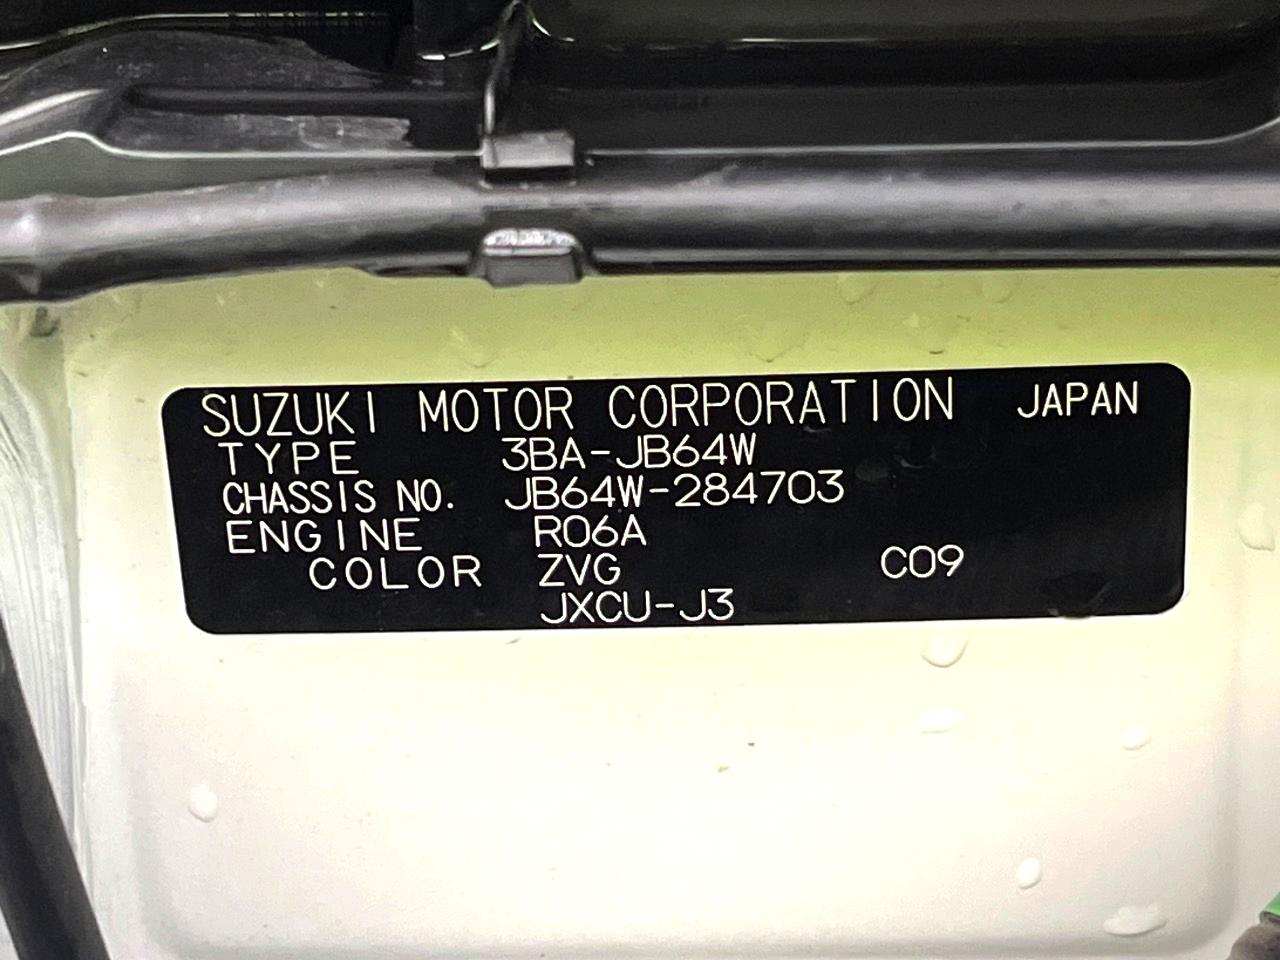 SUZUKI MOTOR CORPORATION JAPAN
TYPE 3BA-JB64W
CHASSIS NO. JB64W-284703
ENGINE R06A
COLOR ZVG C09
JXCU-J3